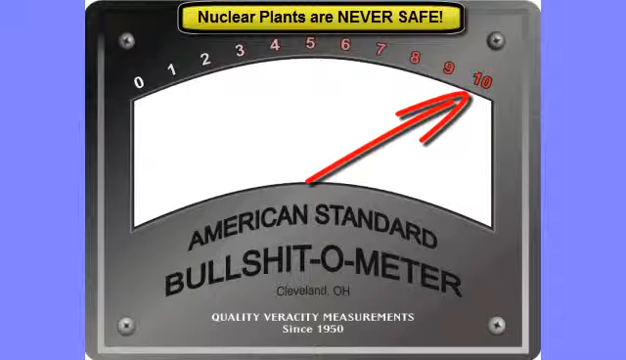 Nuclear Plants are NEVER SAFE!
0 1 2 3 4 5 6 7 8 9 10
AMERICAN STANDARD
BULLSHIT-O-METER
Cleveland, OH
QUALITY VERACITY MEASUREMENTS
Since 1950